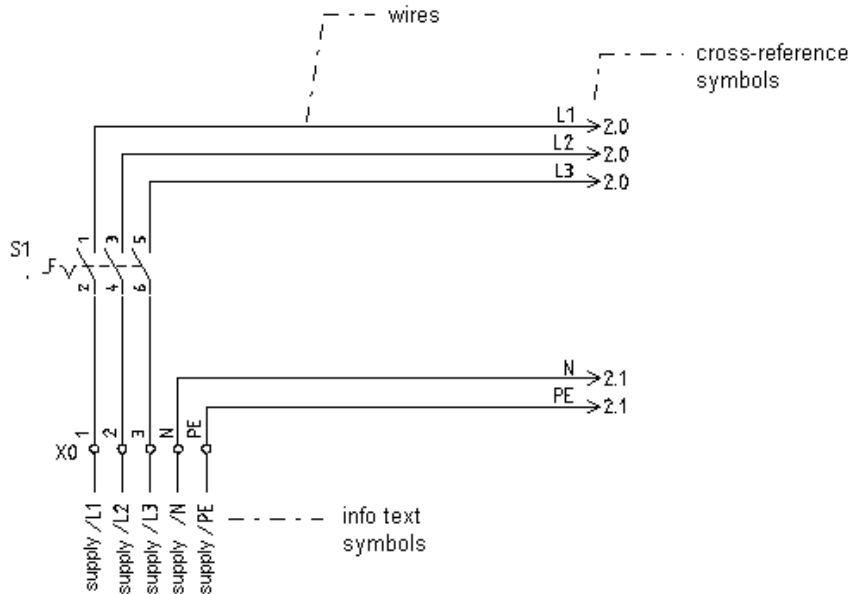 wires
cross-reference
symbols
L1 2.0
L2 2.0
L3 2.0
S1
1 3 5
2 4 6
N 2.1
PE 2.1
X0
1 2 3 N PE
supply /L1
supply /L2
supply /L3
supply /N
supply /PE
info text
symbols